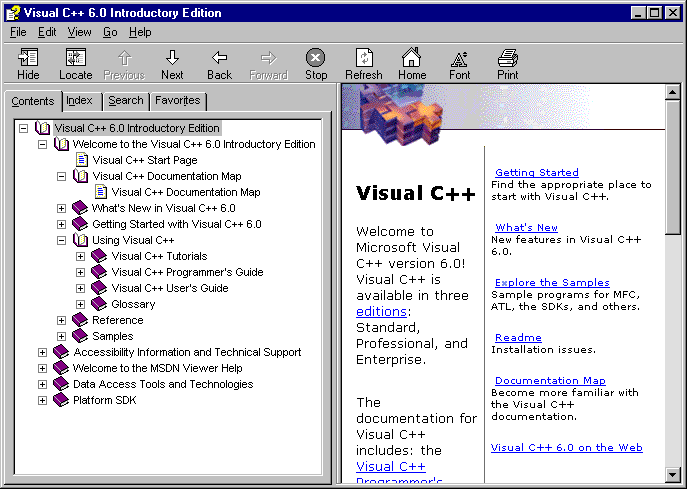 Visual C++ 6.0 Introductory Edition
File Edit View Go Help
Hide Locate Previous Next Back Forward Stop Refresh Home Font Print
Contents Index Search Favorites
Visual C++ 6.0 Introductory Edition
Welcome to the Visual C++ 6.0 Introductory Edition
Visual C++ Start Page
Visual C++ Documentation Map
Visual C++ Documentation Map
What's New in Visual C++ 6.0
Getting Started with Visual C++ 6.0
Using Visual C++
Visual C++ Tutorials
Visual C++ Programmer's Guide
Visual C++ User's Guide
Glossary
Reference
Samples
Accessibility Information and Technical Support
Welcome to the MSDN Viewer Help
Data Access Tools and Technologies
Platform SDK
Visual C++
Welcome to
Microsoft Visual
C++ version 6.0!
Visual C++ is
available in three
editions:
Standard,
Professional, and
Enterprise.
The
documentation for
Visual C++
includes: the
Visual C++
Programmer's
Getting Started
Find the appropriate place to
start with Visual C++.
What's New
New features in Visual C++
6.0.
Explore the Samples
Sample programs for MFC,
ATL, the SDKs, and others.
Readme
Installation issues.
Documentation Map
Become more familiar with
the Visual C++
documentation.
Visual C++ 6.0 on the Web